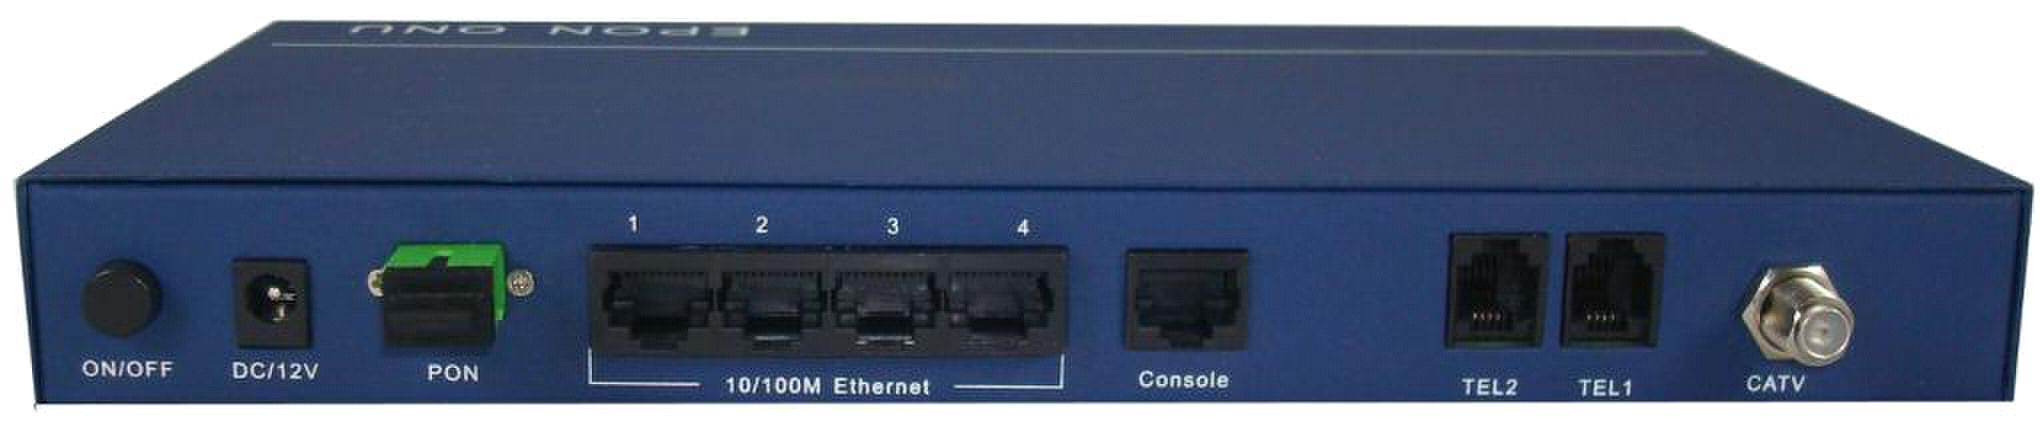 EPON ONU
1 2 3 4
ON/OFF DC/12V PON 10/100M Ethernet Console TEL2 TEL1 CATV